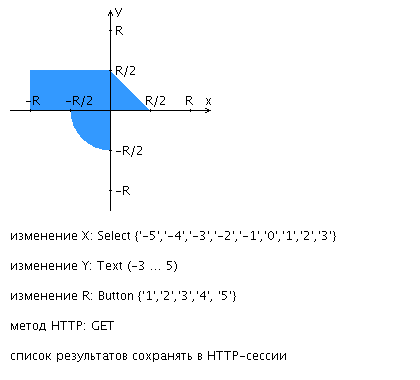 y
R
R/2
-R
-R/2
R/2
R
x
-R/2
-R
изменение X: Select {'-5','-4','-3','-2','-1','0','1','2','3'}
изменение Y: Text (-3 ... 5)
изменение R: Button {'1','2','3','4', '5'}
метод HTTP: GET
список результатов сохранять в HTTP-сессии